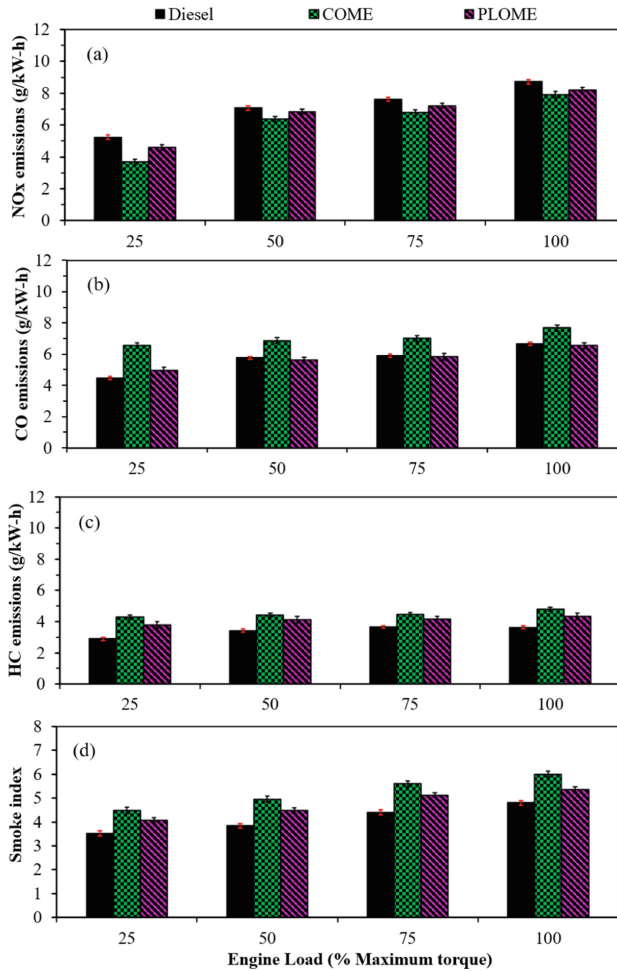 Diesel COME PLOME
(a)
NOx emissions (g/kW-h)
12
10
8
6
4
2
0
25 50 75 100
(b)
CO emissions (g/kW-h)
12
10
8
6
4
2
0
25 50 75 100
(c)
HC emissions (g/kW-h)
12
10
8
6
4
2
0
25 50 75 100
(d)
Smoke index
8
7
6
5
4
3
2
1
0
25 50 75 100
Engine Load (% Maximum torque)